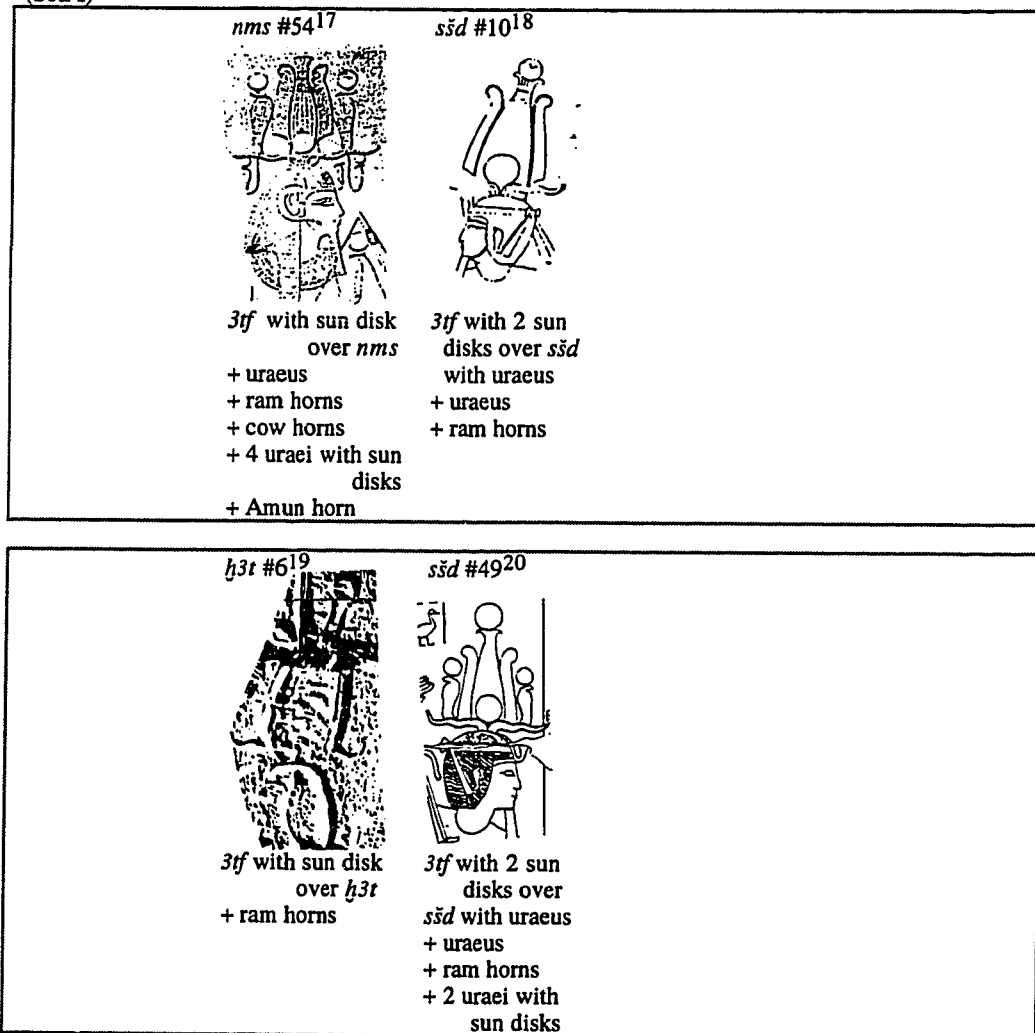 nms #54¹⁷
3tf with sun disk
over nms
+ uraeus
+ ram horns
+ cow horns
+ 4 uraei with sun
disks
+ Amun horn
sšd #10¹⁸
3tf with 2 sun
disks over sšd
with uraeus
+ uraeus
+ ram horns
ẖ3t #6¹⁹
3tf with sun disk
over ẖ3t
+ ram horns
sšd #49²⁰
3tf with 2 sun
disks over
sšd with uraeus
+ uraeus
+ ram horns
+ 2 uraei with
sun disks